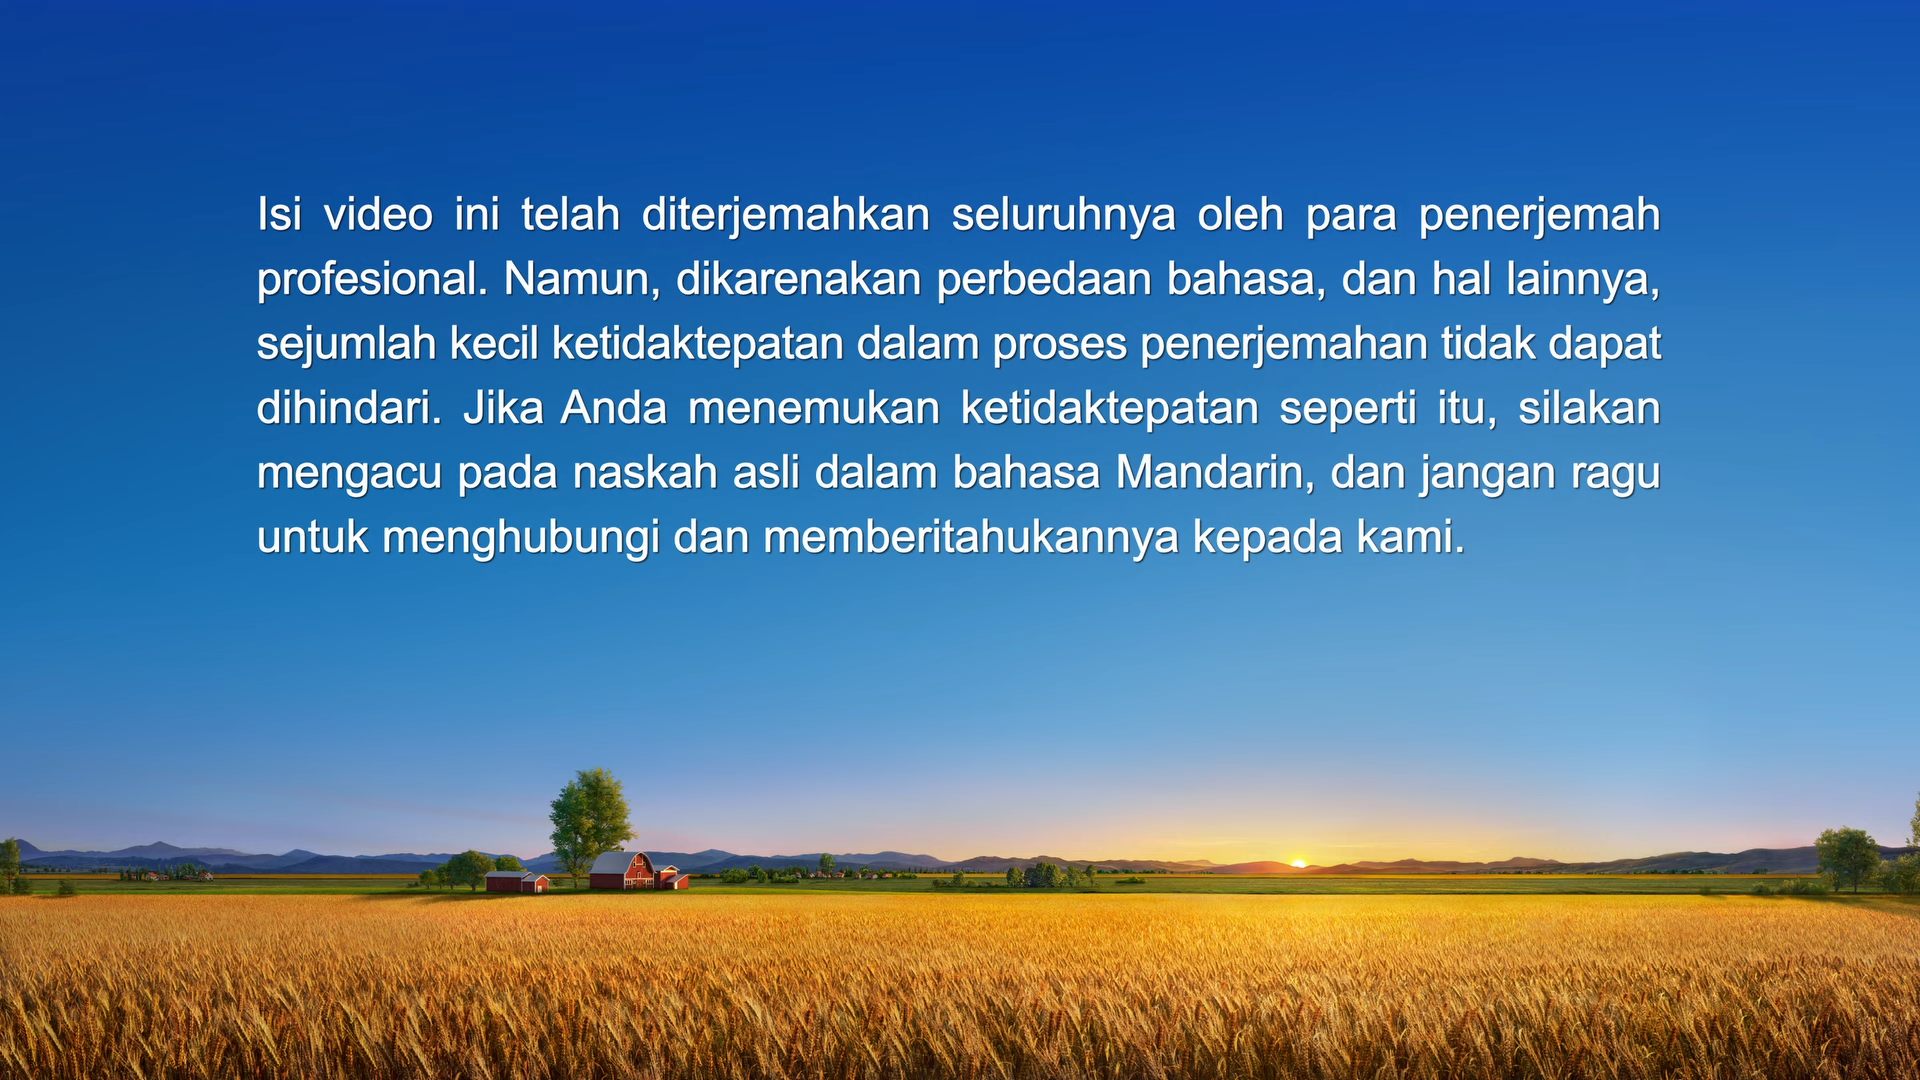 Isi video ini telah diterjemahkan seluruhnya oleh para penerjemah
profesional. Namun, dikarenakan perbedaan bahasa, dan hal lainnya,
sejumlah kecil ketidaktepatan dalam proses penerjemahan tidak dapat
dihindari. Jika Anda menemukan ketidaktepatan seperti itu, silakan
mengacu pada naskah asli dalam bahasa Mandarin, dan jangan ragu
untuk menghubungi dan memberitahukannya kepada kami.